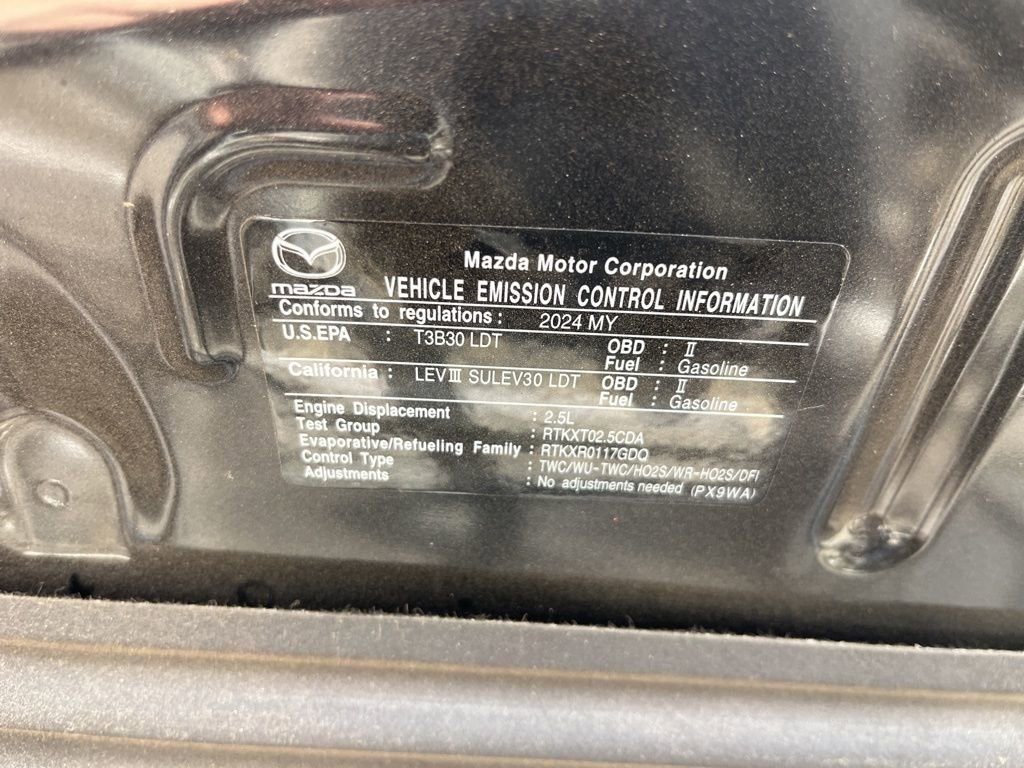 Mazda Motor Corporation
mazda
VEHICLE EMISSION CONTROL INFORMATION
Conforms to regulations : 2024 MY
U.S.EPA : T3B30 LDT OBD : II
Fuel : Gasoline
California : LEV III SULEV30 LDT OBD : II
Fuel : Gasoline
Engine Displacement : 2.5L
Test Group : RTKXT02.5CDA
Evaporative/Refueling Family : RTKXR0117GDQ
Control Type : TWC/WU-TWC/HO2S/WR-HO2S/DFI
Adjustments : No adjustments needed (PX9WA)